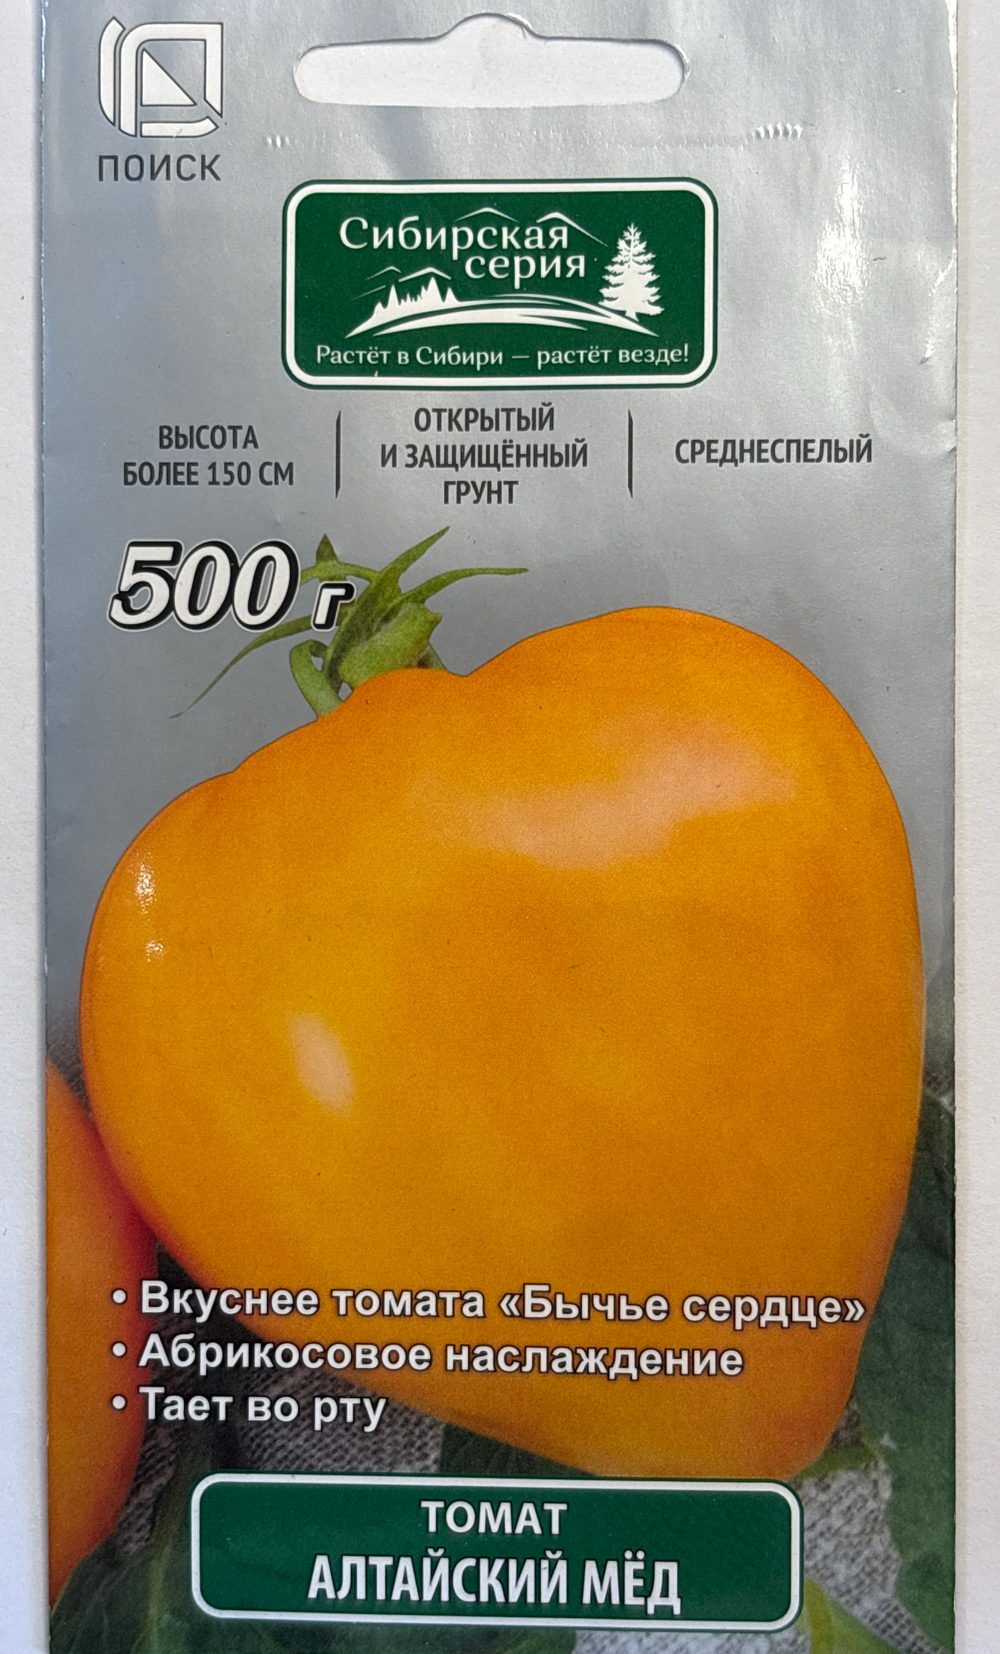 ПОИСК
Сибирская
серия
Растёт в Сибири — растёт везде!
ВЫСОТА
БОЛЕЕ 150 СМ
ОТКРЫТЫЙ
И ЗАЩИЩЁННЫЙ
ГРУНТ
СРЕДНЕСПЕЛЫЙ
500 г
• Вкуснее томата «Бычье сердце»
• Абрикосовое наслаждение
• Тает во рту
ТОМАТ
АЛТАЙСКИЙ МЁД